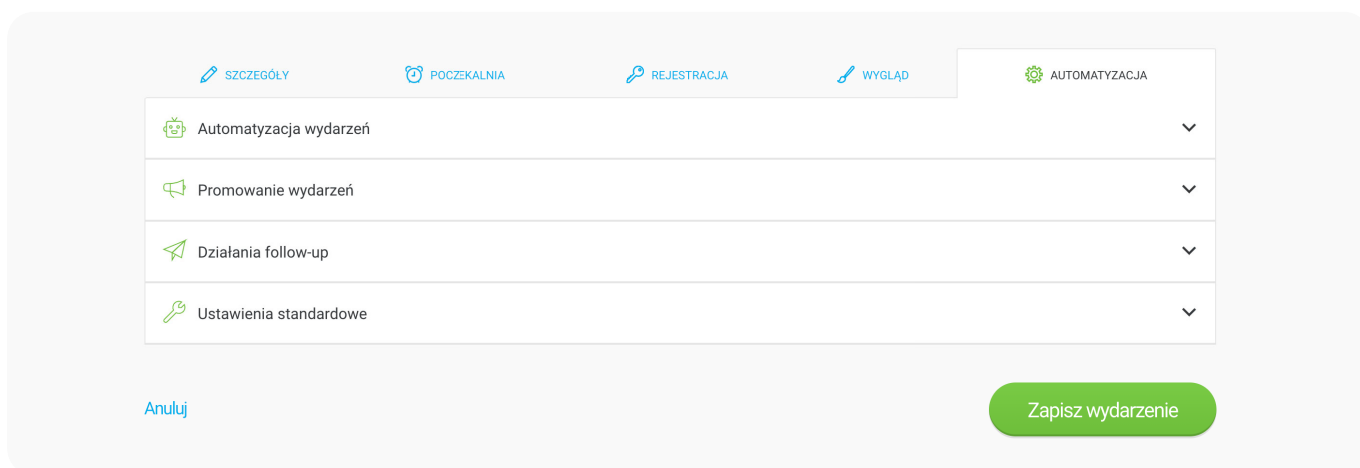 SZCZEGÓŁY POCZEKALNIA REJESTRACJA WYGLĄD AUTOMATYZACJA
Automatyzacja wydarzeń
Promowanie wydarzeń
Działania follow-up
Ustawienia standardowe
Anuluj Zapisz wydarzenie